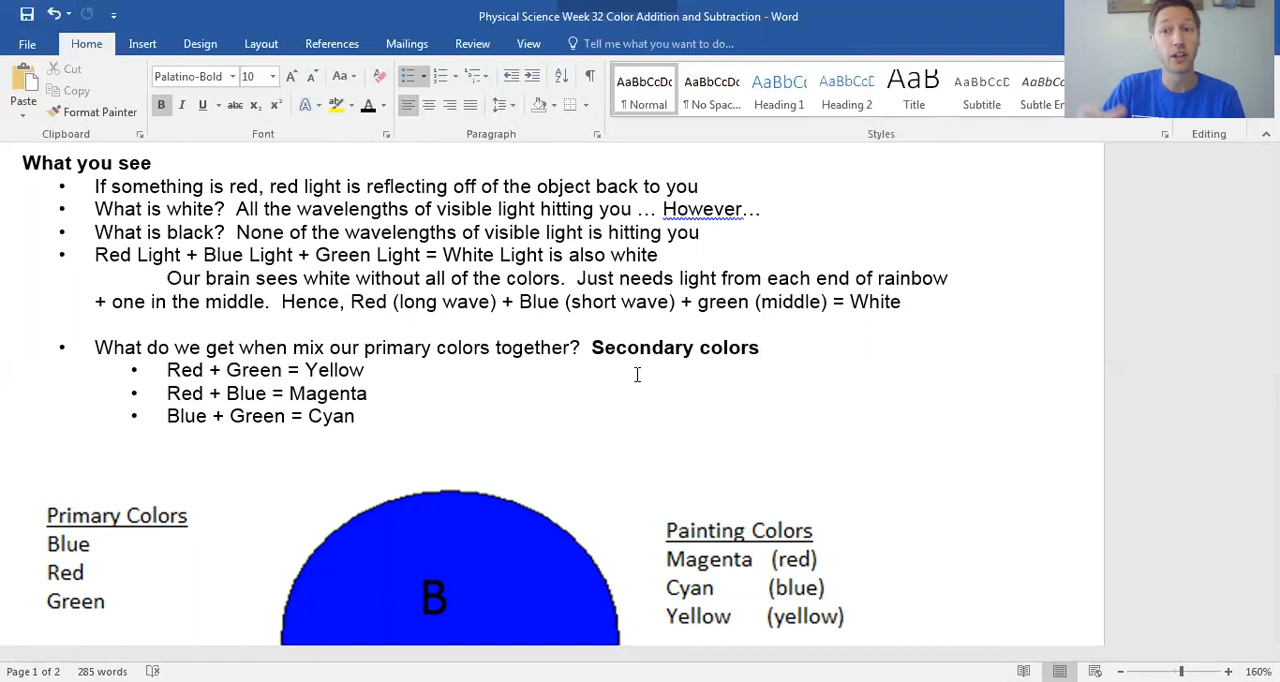 Physical Science Week 32 Color Addition and Subtraction - Word
File Home Insert Design Layout References Mailings Review View Tell me what you want to do...
Paste
Cut
Copy
Format Painter
Palatino-Bold 10 Aa
B I U abc X₂ X² A ab A
AaBbCcDc AaBbCcDc AaBbCc AaBbCcD AaB AaBbCcD AaBbCcDc
¶ Normal ¶ No Spac... Heading 1 Heading 2 Title Subtitle Subtle Em
Clipboard Font Paragraph Styles Editing
What you see
• If something is red, red light is reflecting off of the object back to you
• What is white? All the wavelengths of visible light hitting you … However…
• What is black? None of the wavelengths of visible light is hitting you
• Red Light + Blue Light + Green Light = White Light is also white
Our brain sees white without all of the colors. Just needs light from each end of rainbow
+ one in the middle. Hence, Red (long wave) + Blue (short wave) + green (middle) = White
• What do we get when mix our primary colors together? Secondary colors
• Red + Green = Yellow
• Red + Blue = Magenta
• Blue + Green = Cyan
Primary Colors
Blue
Red
Green
B
Painting Colors
Magenta (red)
Cyan (blue)
Yellow (yellow)
Page 1 of 2 285 words 160%